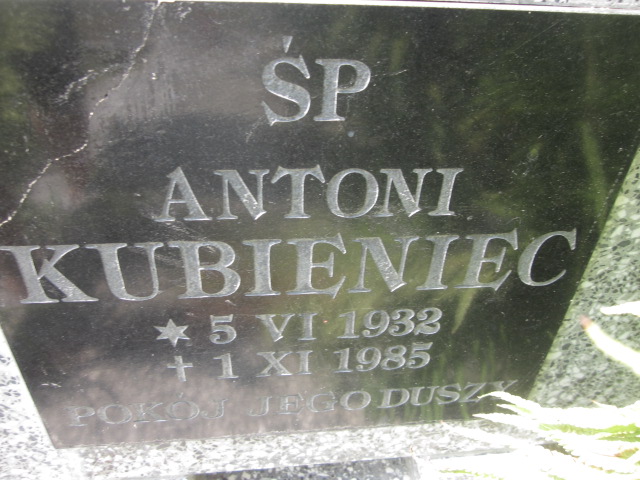 ŚP
ANTONI
KUBIENIEC
* 5 VI 1932
† 1 XI 1985
POKÓJ JEGO DUSZY